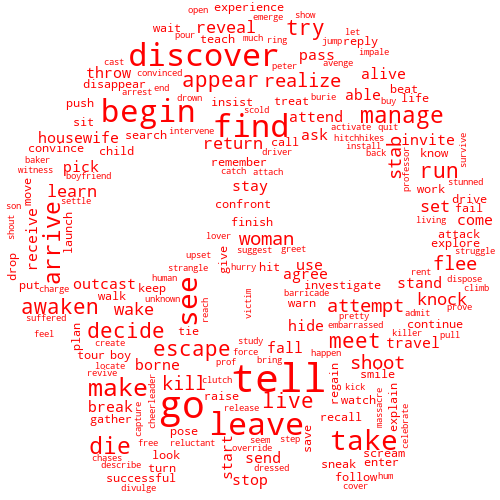 open experience
emerge show
pour wait reveal teach much ring try let reply
discover jump impale
cast convinced peter pass
throw appear realize alive
disappear end avenge
arrest drown burie able beat life
push begin insist treat buy manage
find attend
sit scold activate quit invite
housewife search intervene return call ask stab
convince child driver hitchhikes know
baker install back professor run survive
witness pick remember
boyfriend catch attach stunned
move learn stay work
settle confront living set drive
son receive fail come
shout arrive launch finish attack
lover woman explore
drop upset suggest greet struggle
give use flee
strangle hurry hit agree rent dispose
put charge outcast human see investigate stand climb
walk keep unknown reach barricade prove
awaken wake victim warn attempt knock
suffered pretty admit
feel plan tie hide embarrassed continue
decide study killer
create escape force fall meet travel pull
tour boy happen
locate borne prof bring shoot
revive tell regain smile
make cheerleader kill clutch live kick massacre
break raise watch explain
capture go release save celebrate
gather leave recall
free pose seem step take
die reluctant start override scream
chases look send
describe turn dressed sneak enter
successful stop follow hum
divulge cover